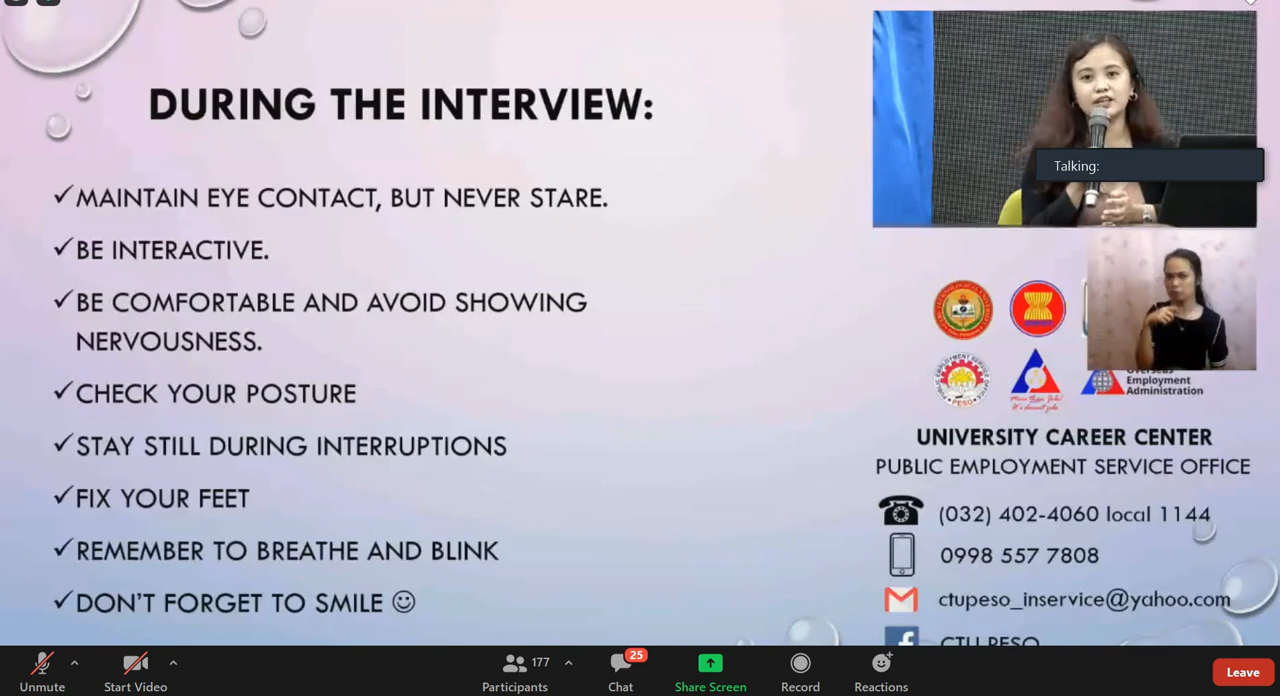 DURING THE INTERVIEW:
✓MAINTAIN EYE CONTACT, BUT NEVER STARE.
✓BE INTERACTIVE.
✓BE COMFORTABLE AND AVOID SHOWING
NERVOUSNESS.
✓CHECK YOUR POSTURE
✓STAY STILL DURING INTERRUPTIONS
✓FIX YOUR FEET
✓REMEMBER TO BREATHE AND BLINK
✓DON'T FORGET TO SMILE ☺
Talking:
PESO
Overseas
Employment
Administration
UNIVERSITY CAREER CENTER
PUBLIC EMPLOYMENT SERVICE OFFICE
(032) 402-4060 local 1144
0998 557 7808
ctupeso_inservice@yahoo.com
CTU PESO
Unmute
Start Video
177
Participants
25
Chat
Share Screen
Record
Reactions
Leave